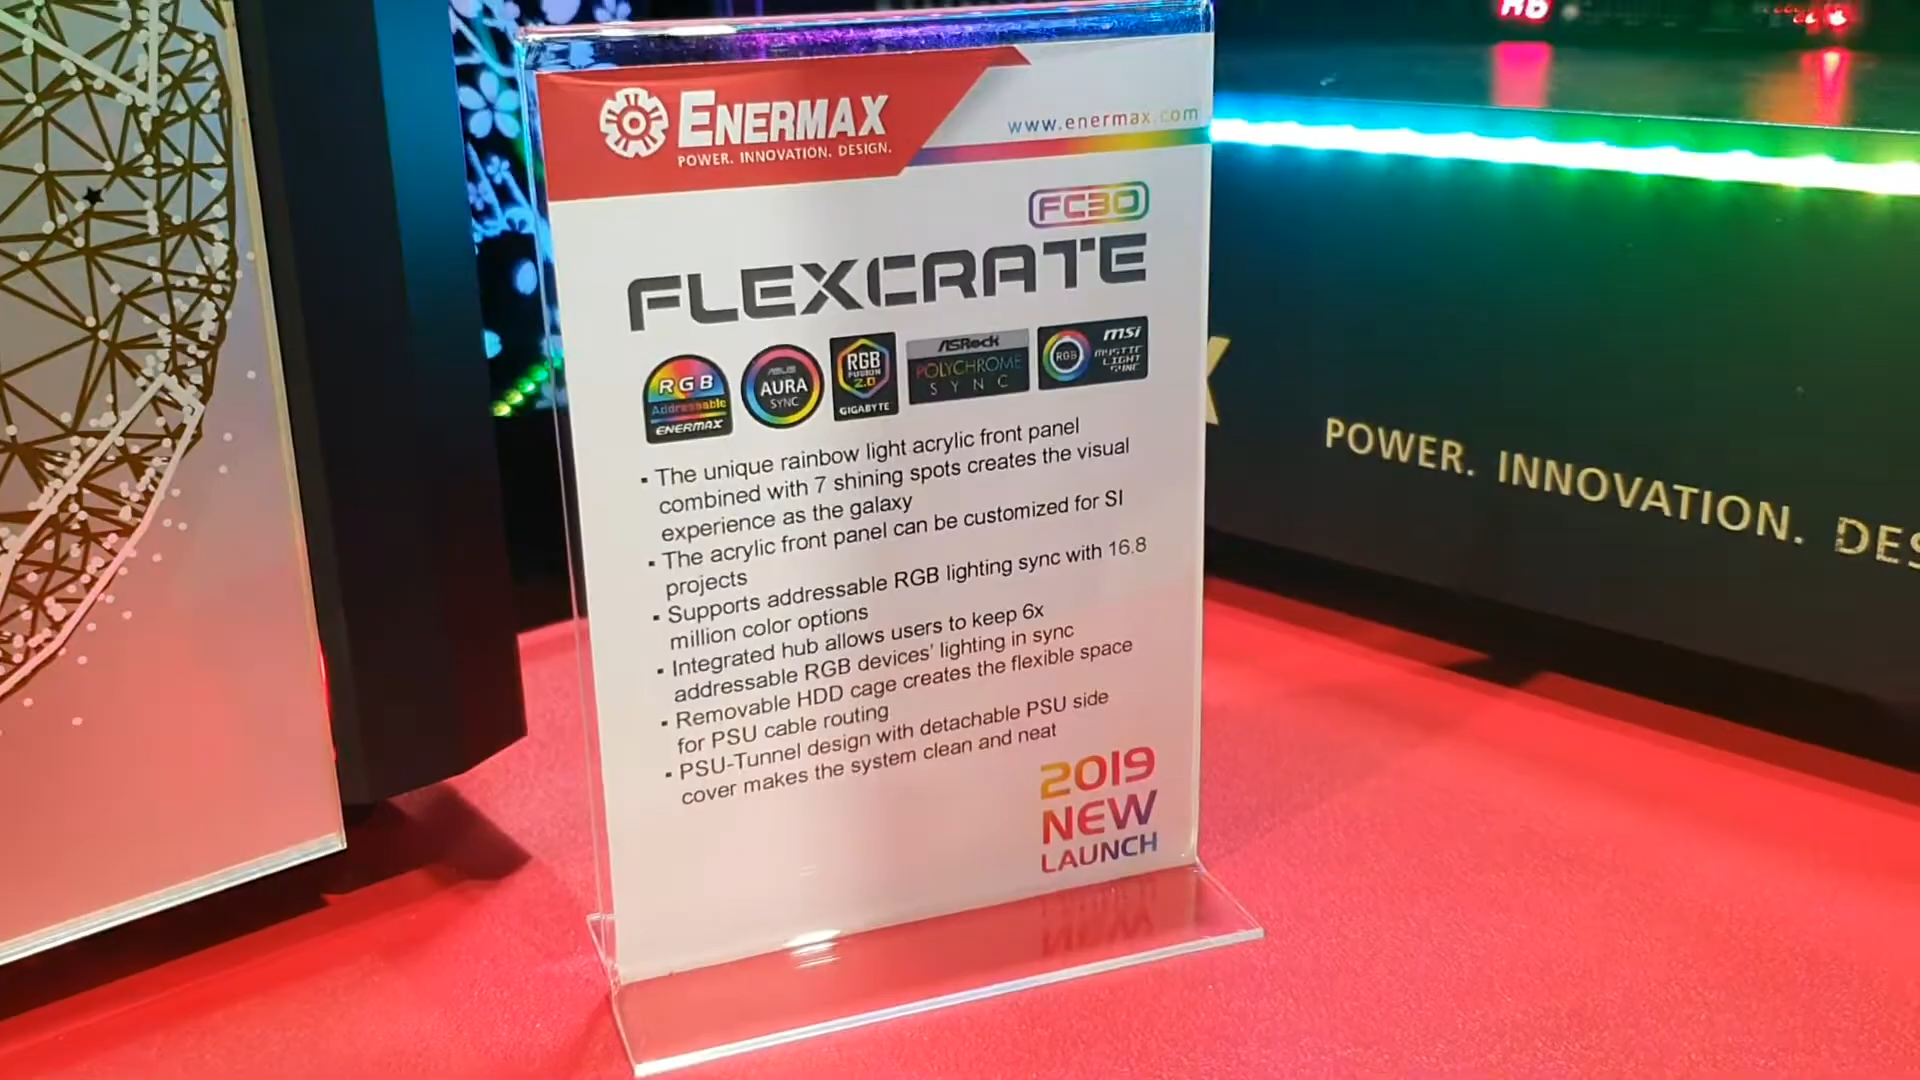 ENERMAX
POWER. INNOVATION. DESIGN.
www.enermax.com
FC30
FLEXCRATE
RGB
Addressable
ENERMAX
ASUS
AURA
SYNC
RGB
FUSION
2.0
GIGABYTE
ASRock
POLYCHROME
SYNC
RGB
msi
MYSTIC
LIGHT
SYNC
▪ The unique rainbow light acrylic front panel
combined with 7 shining spots creates the visual
experience as the galaxy
▪ The acrylic front panel can be customized for SI
projects
▪ Supports addressable RGB lighting sync with 16.8
million color options
▪ Integrated hub allows users to keep 6x
addressable RGB devices' lighting in sync
▪ Removable HDD cage creates the flexible space
for PSU cable routing
▪ PSU-Tunnel design with detachable PSU side
cover makes the system clean and neat
2019
NEW
LAUNCH
X
POWER. INNOVATION. DES